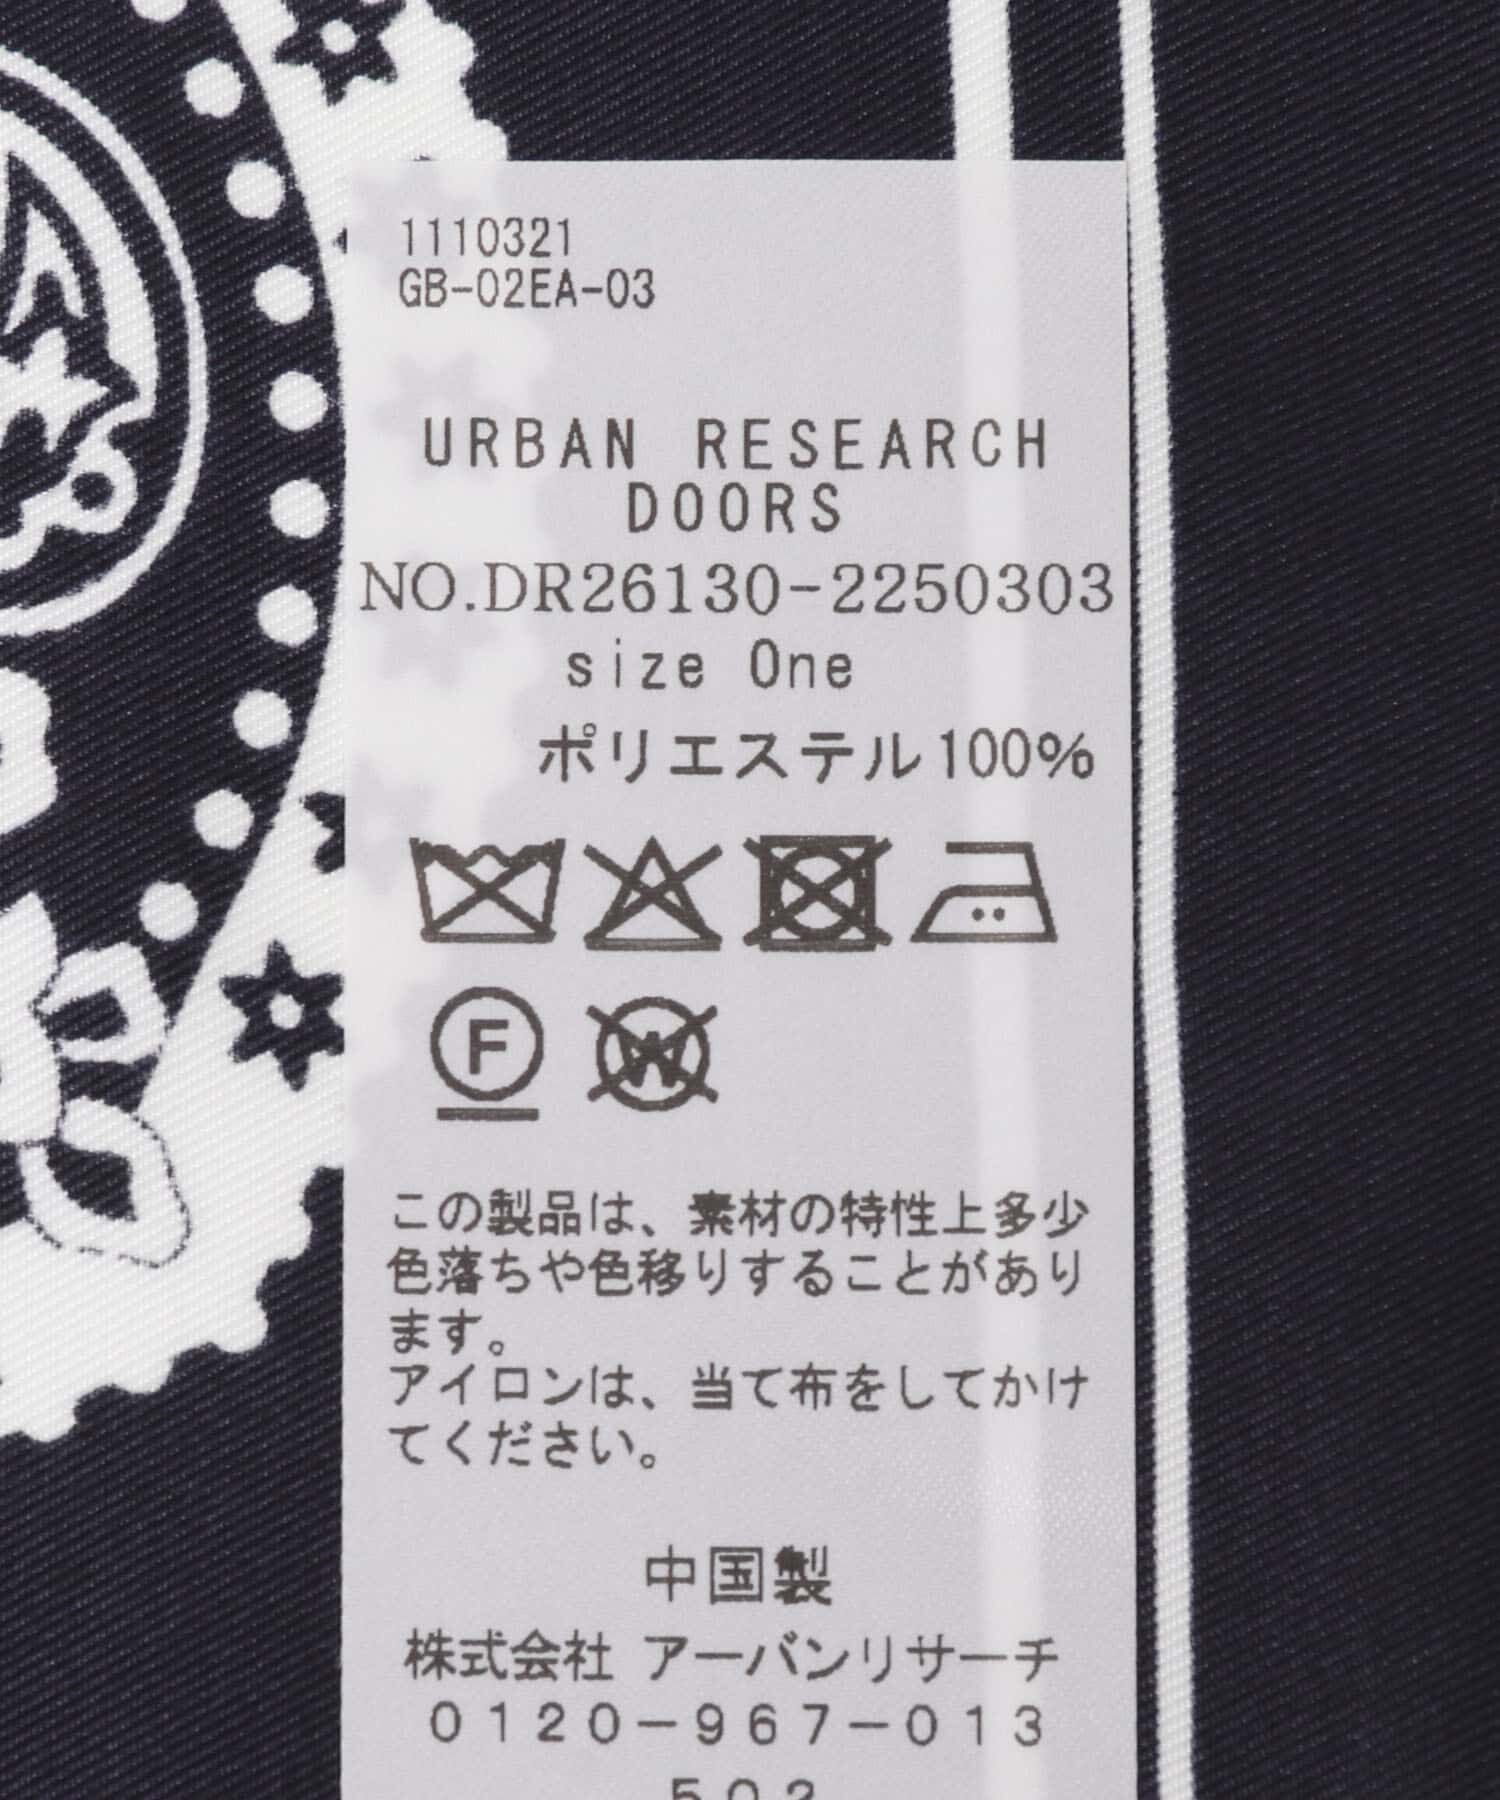 1110321
GB-02EA-03
URBAN RESEARCH
DOORS
NO.DR26130-2250303
size One
ポリエステル100%
F
W
この製品は、素材の特性上多少
色落ちや色移りすることがあり
ます。
アイロンは、当て布をしてかけ
てください。
中国製
株式会社 アーバンリサーチ
0120-967-013
502